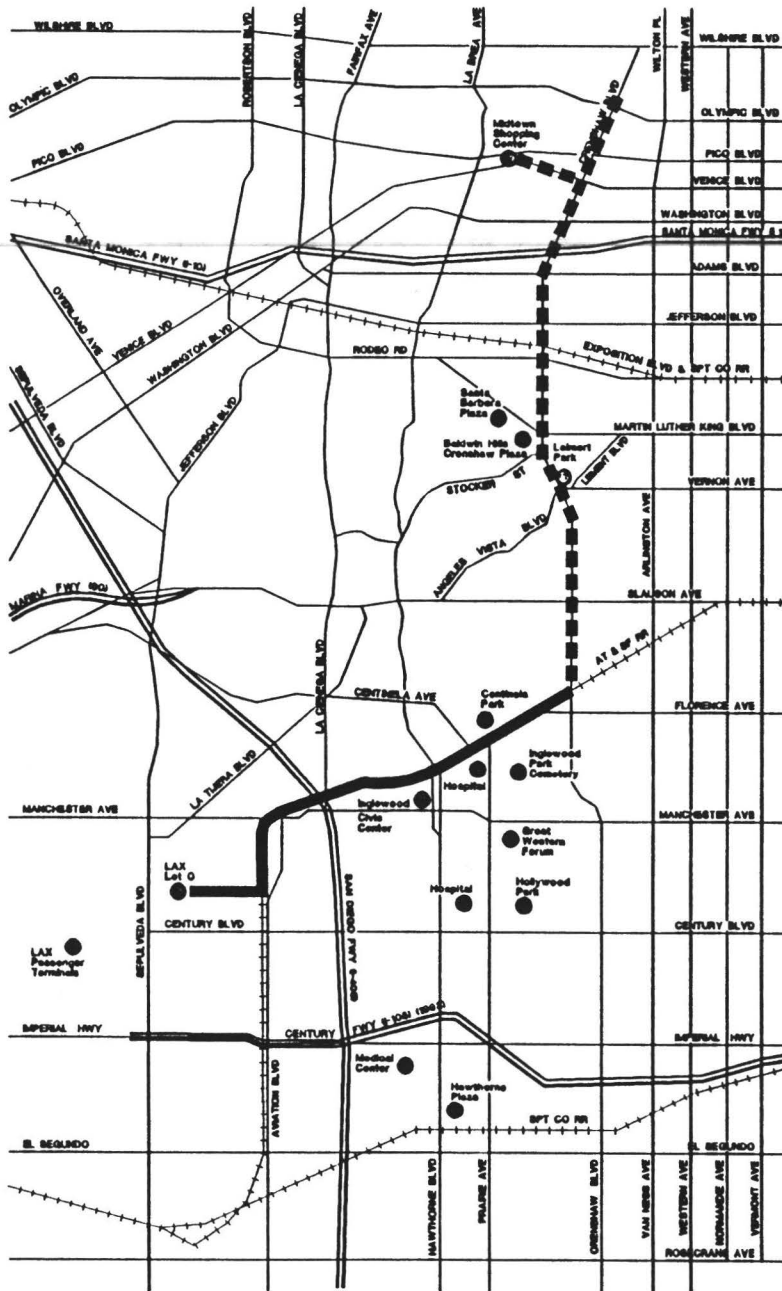 WILSHIRE BLVD
ROBERTSON BLVD
LA CIENEGA BLVD
FAIRFAX AVE
LA BREA AVE
WILTON PL
WESTERN AVE
WILSHIRE BLVD
OLYMPIC BLVD
CRENSHAW BLVD
OLYMPIC BLVD
Midtown
Shopping
Center
PICO BLVD
PICO BLVD
VENICE BLVD
WASHINGTON BLVD
SANTA MONICA FWY (I-10)
SANTA MONICA FWY
ADAMS BLVD
OVERLAND AVE
VENICE BLVD
WASHINGTON BLVD
JEFFERSON BLVD
RODEO RD
EXPOSITION BLVD & SPT CO RR
SEPULVEDA BLVD
JEFFERSON BLVD
Santa
Barbara
Plaza
MARTIN LUTHER KING BLVD
Baldwin Hills
Crenshaw Plaza
Leimert
Park
LEIMERT BLVD
STOCKER ST
VERNON AVE
ANGELES VISTA BLVD
ARLINGTON AVE
MARINA FWY (90)
SLAUSON AVE
LA CIENEGA BLVD
AT & SF RR
CENTINELA AVE
Centinela
Park
FLORENCE AVE
LA TIJERA BLVD
Hospital
Inglewood
Park
Cemetery
MANCHESTER AVE
Inglewood
Civic
Center
MANCHESTER AVE
Great
Western
Forum
LAX
Lot C
Hospital
Hollywood
Park
SEPULVEDA BLVD
CENTURY BLVD
SAN DIEGO FWY (I-405)
CENTURY BLVD
LAX
Passenger
Terminals
IMPERIAL HWY
CENTURY FWY (I-105) (1993)
IMPERIAL HWY
AVIATION BLVD
Medical
Center
Hawthorne
Plaza
SPT CO RR
EL SEGUNDO
EL SEGUNDO
HAWTHORNE BLVD
PRAIRIE AVE
CRENSHAW BLVD
VAN NESS AVE
WESTERN AVE
NORMANDIE AVE
VERMONT AVE
ROSECRANS AVE